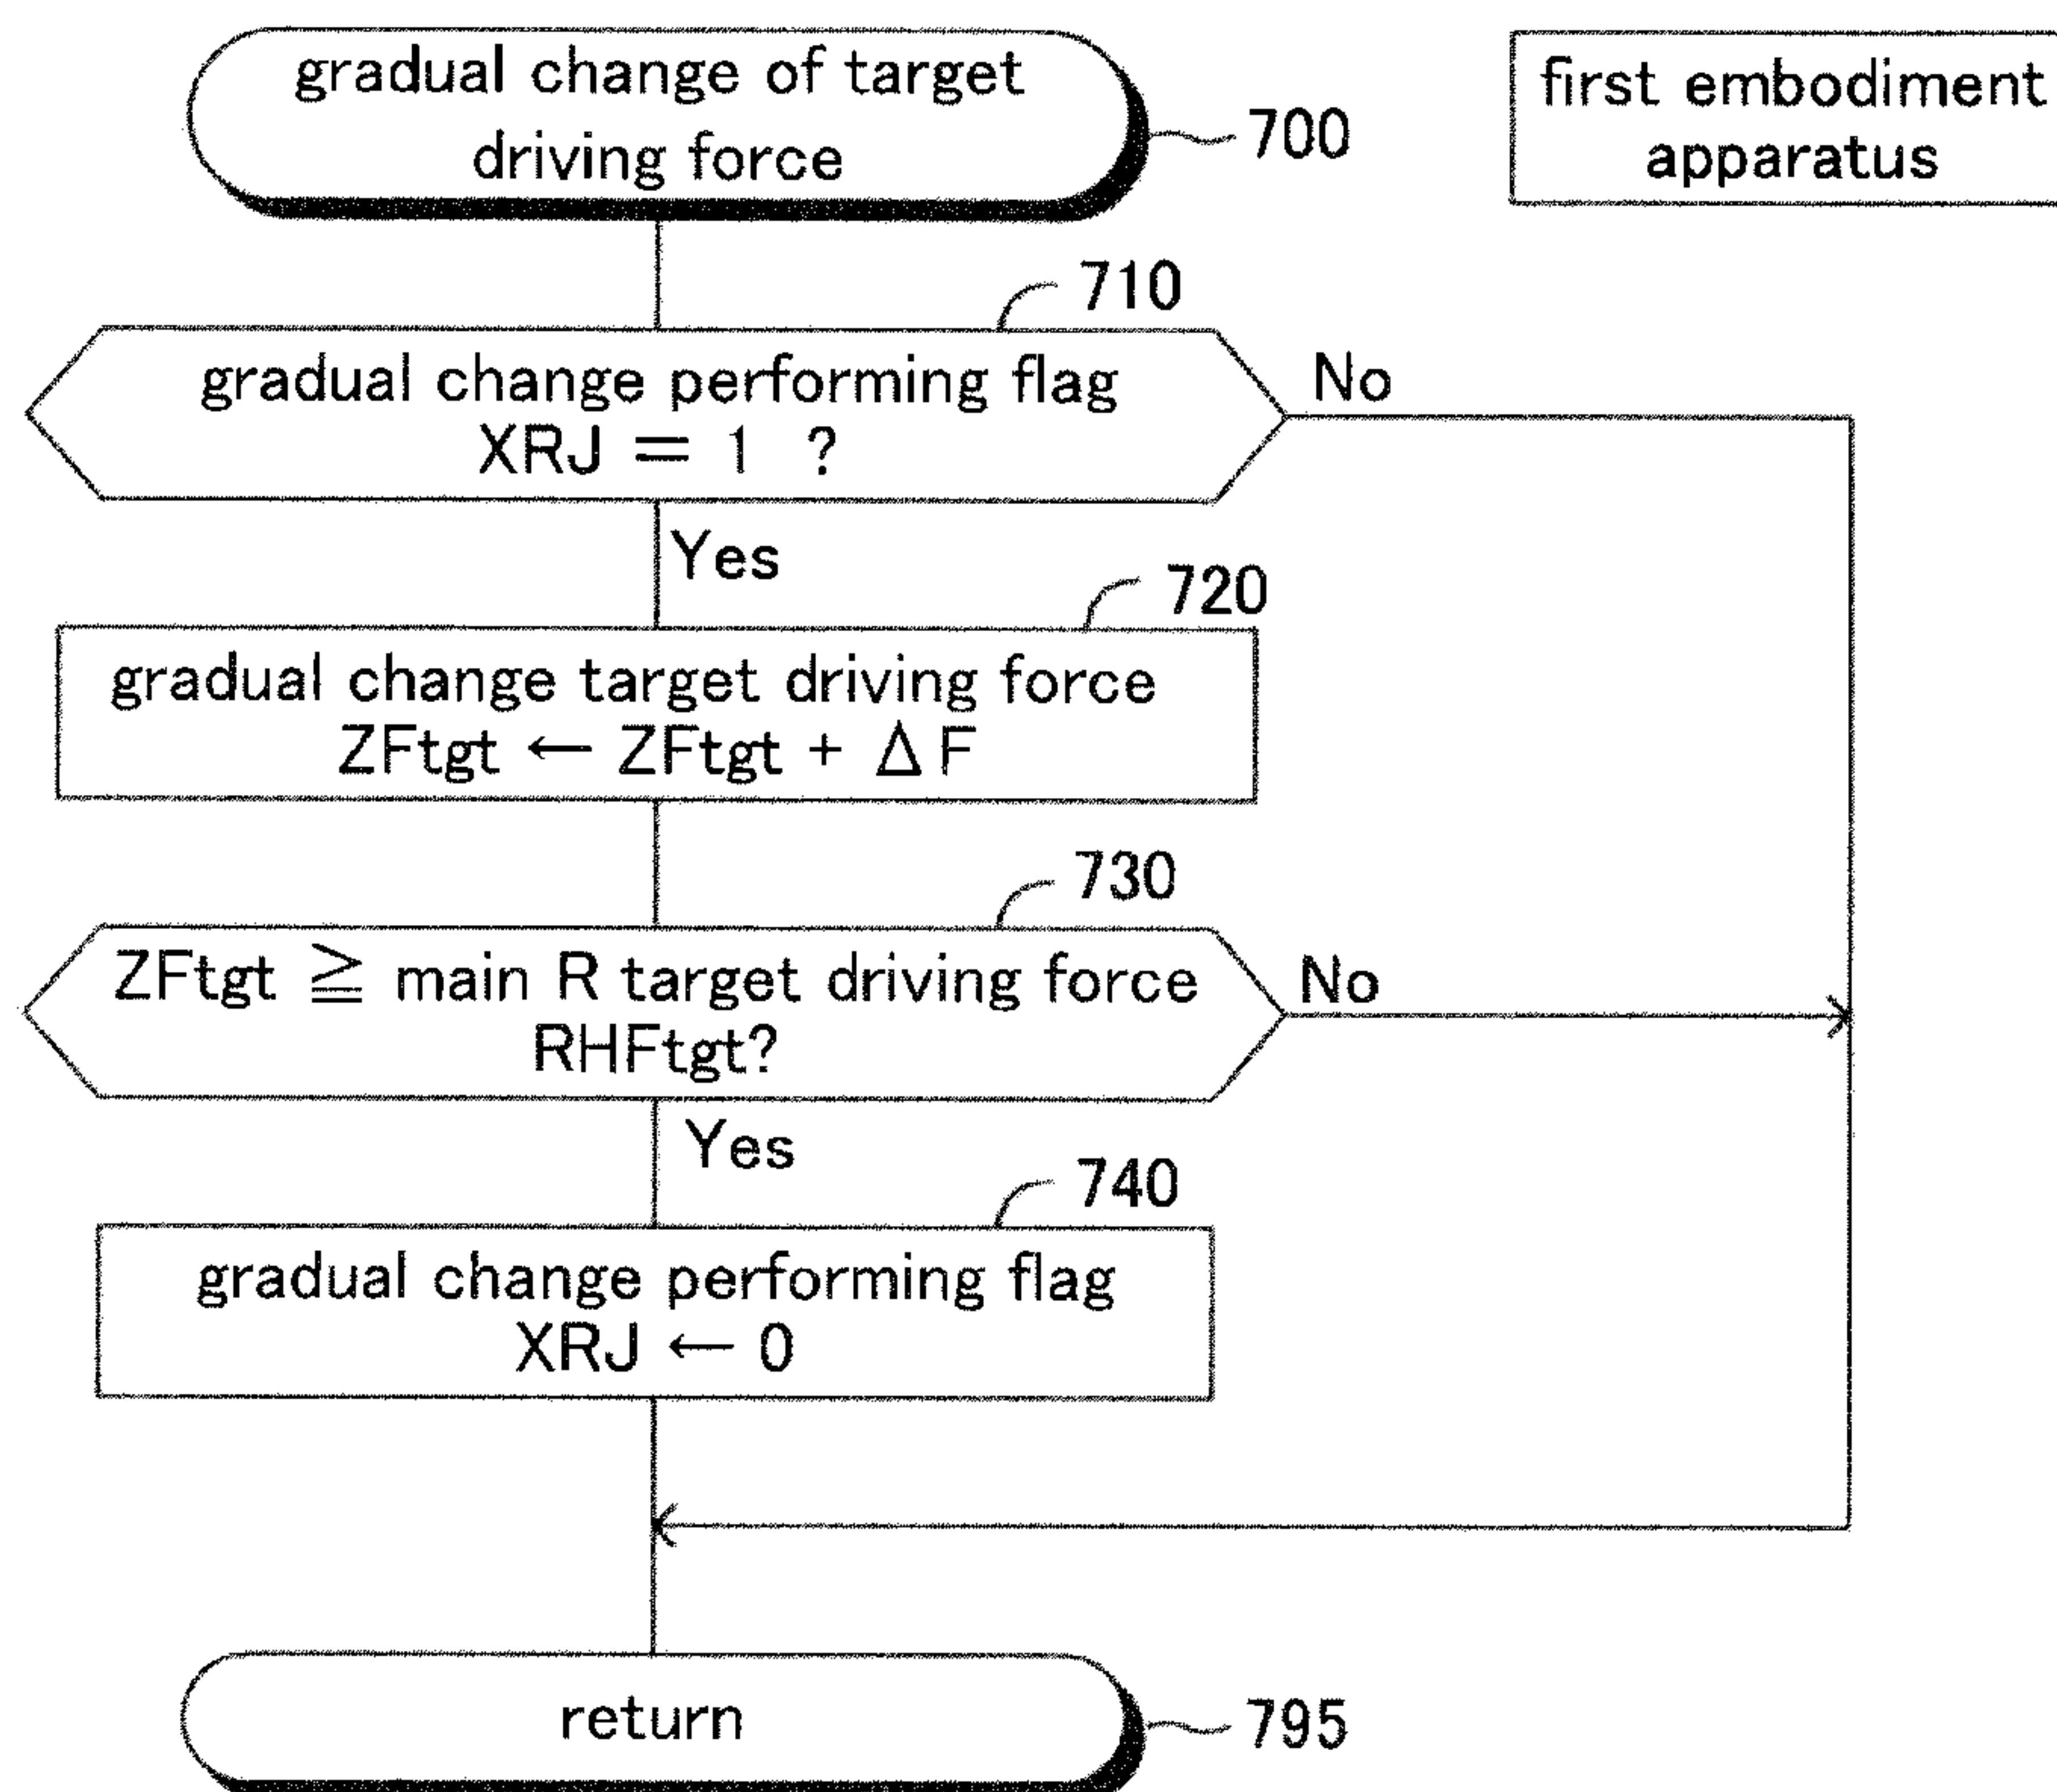 gradual change of target
driving force
700
first embodiment
apparatus
710
gradual change performing flag
XRJ = 1 ?
No
Yes
720
gradual change target driving force
ZFtgt ← ZFtgt + Δ F
730
ZFtgt ≧ main R target driving force
RHFtgt?
No
Yes
740
gradual change performing flag
XRJ ← 0
return
795